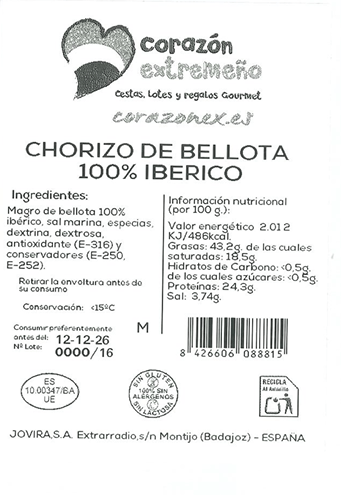 corazón
extremeño
Cestas, Lotes y regalos Gourmet
corazonex.es
CHORIZO DE BELLOTA
100% IBERICO
Ingredientes:
Magro de bellota 100%
ibérico, sal marina, especias,
dextrina, dextrosa,
antioxidante (E-316) y
conservadores (E-250,
E-252).
Retirar la envoltura antes de
su consumo
Conservación: <15ºC
Información nutricional
(por 100 g.):
Valor energético 2.012
KJ/486kcal.
Grasas: 43,2g. de las cuales
saturadas: 18,5g.
Hidratos de Carbono: <0,5g.
de los cuales azúcares: <0,5g.
Proteínas: 24,3g.
Sal: 3,74g.
Consumir preferentemente
antes del: 12-12-26
Nº Lote: 0000/16
M
8 426606 088815
ES
10.00347/BA
UE
SIN GLUTEN
100% SIN
ALÉRGENOS
SIN LACTOSA
RECICLA
Al Amarillo
JOVIRA,S.A. Extrarradio,s/n Montijo (Badajoz) - ESPAÑA